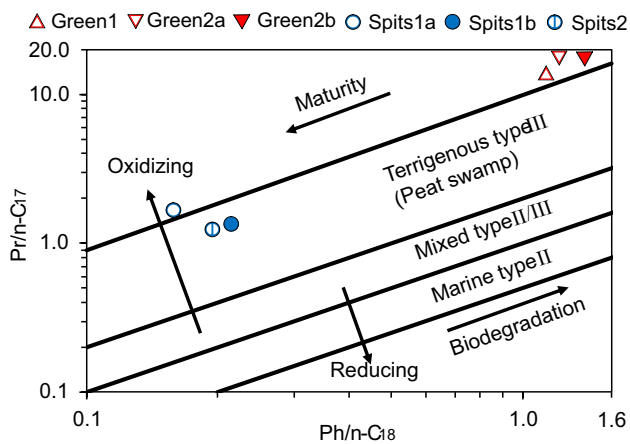 Green1 Green2a Green2b Spits1a Spits1b Spits2
20.0
10.0
Maturity
Terrigenous typeIII
(Peat swamp)
Oxidizing
Pr/n-C17
1.0
Mixed typeII/III
Marine typeII
Biodegradation
Reducing
0.1
0.1 1.0 1.6
Ph/n-C18